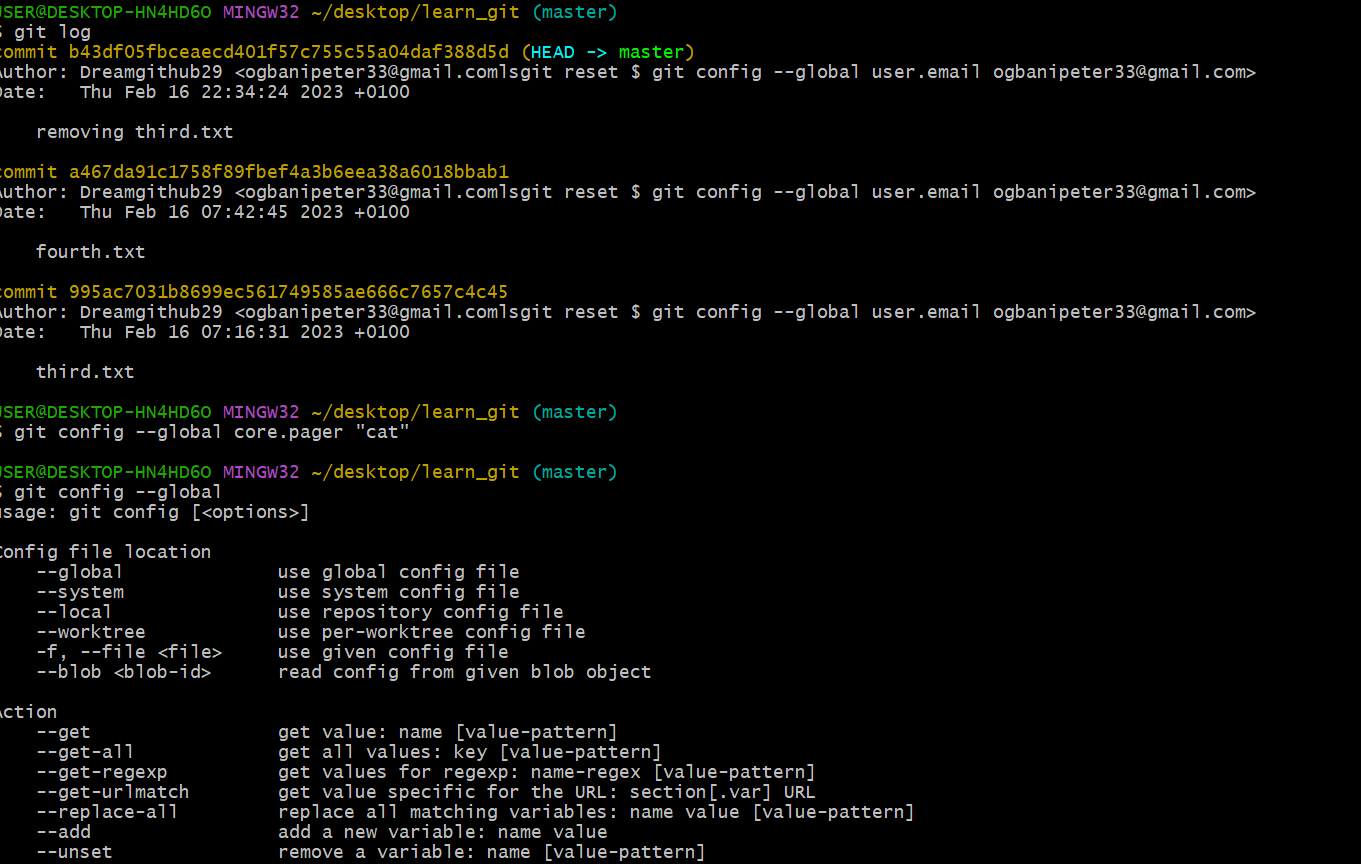 USER@DESKTOP-HN4HD6O MINGW32 ~/desktop/learn_git (master)
$ git log
commit b43df05fbceaecd401f57c755c55a04daf388d5d (HEAD -> master)
Author: Dreamgithub29 <ogbanipeter33@gmail.comlsgit reset $ git config --global user.email ogbanipeter33@gmail.com>
Date:   Thu Feb 16 22:34:24 2023 +0100
removing third.txt
commit a467da91c1758f89fbef4a3b6eea38a6018bbab1
Author: Dreamgithub29 <ogbanipeter33@gmail.comlsgit reset $ git config --global user.email ogbanipeter33@gmail.com>
Date:   Thu Feb 16 07:42:45 2023 +0100
fourth.txt
commit 995ac7031b8699ec561749585ae666c7657c4c45
Author: Dreamgithub29 <ogbanipeter33@gmail.comlsgit reset $ git config --global user.email ogbanipeter33@gmail.com>
Date:   Thu Feb 16 07:16:31 2023 +0100
third.txt
USER@DESKTOP-HN4HD6O MINGW32 ~/desktop/learn_git (master)
$ git config --global core.pager "cat"
USER@DESKTOP-HN4HD6O MINGW32 ~/desktop/learn_git (master)
$ git config --global
usage: git config [<options>]
Config file location
--global              use global config file
--system              use system config file
--local               use repository config file
--worktree            use per-worktree config file
-f, --file <file>     use given config file
--blob <blob-id>      read config from given blob object
Action
--get                 get value: name [value-pattern]
--get-all             get all values: key [value-pattern]
--get-regexp          get values for regexp: name-regex [value-pattern]
--get-urlmatch        get value specific for the URL: section[.var] URL
--replace-all         replace all matching variables: name value [value-pattern]
--add                 add a new variable: name value
--unset               remove a variable: name [value-pattern]